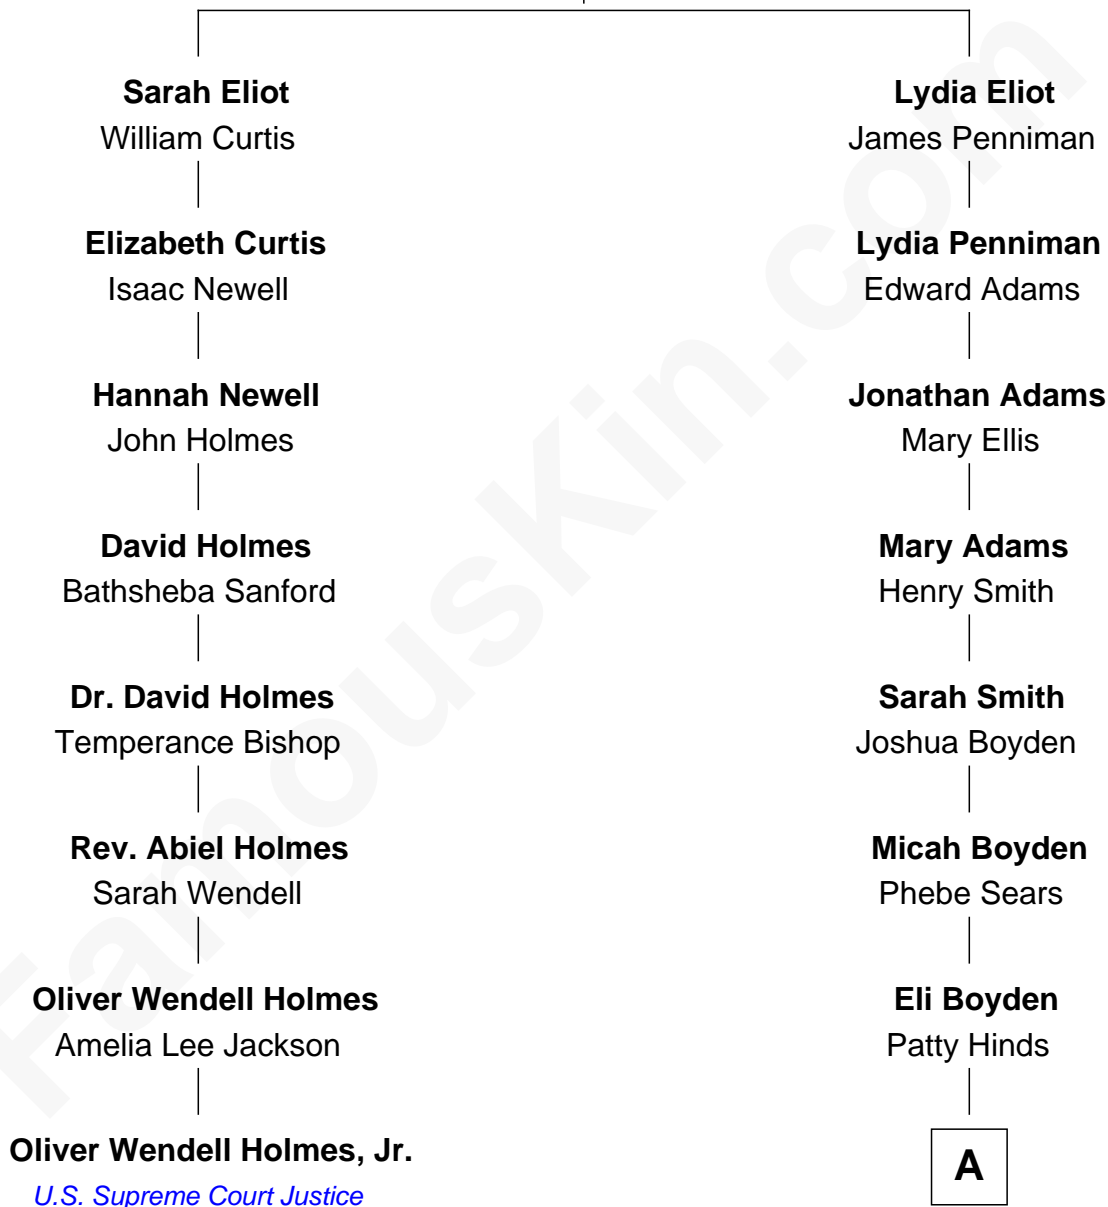 Sarah Eliot
William Curtis
Elizabeth Curtis
Isaac Newell
Hannah Newell
John Holmes
David Holmes
Bathsheba Sanford
Dr. David Holmes
Temperance Bishop
Rev. Abiel Holmes
Sarah Wendell
Oliver Wendell Holmes
Amelia Lee Jackson
Oliver Wendell Holmes, Jr.
U.S. Supreme Court Justice
Lydia Eliot
James Penniman
Lydia Penniman
Edward Adams
Jonathan Adams
Mary Ellis
Mary Adams
Henry Smith
Sarah Smith
Joshua Boyden
Micah Boyden
Phebe Sears
Eli Boyden
Patty Hinds
A
FamousKin.com